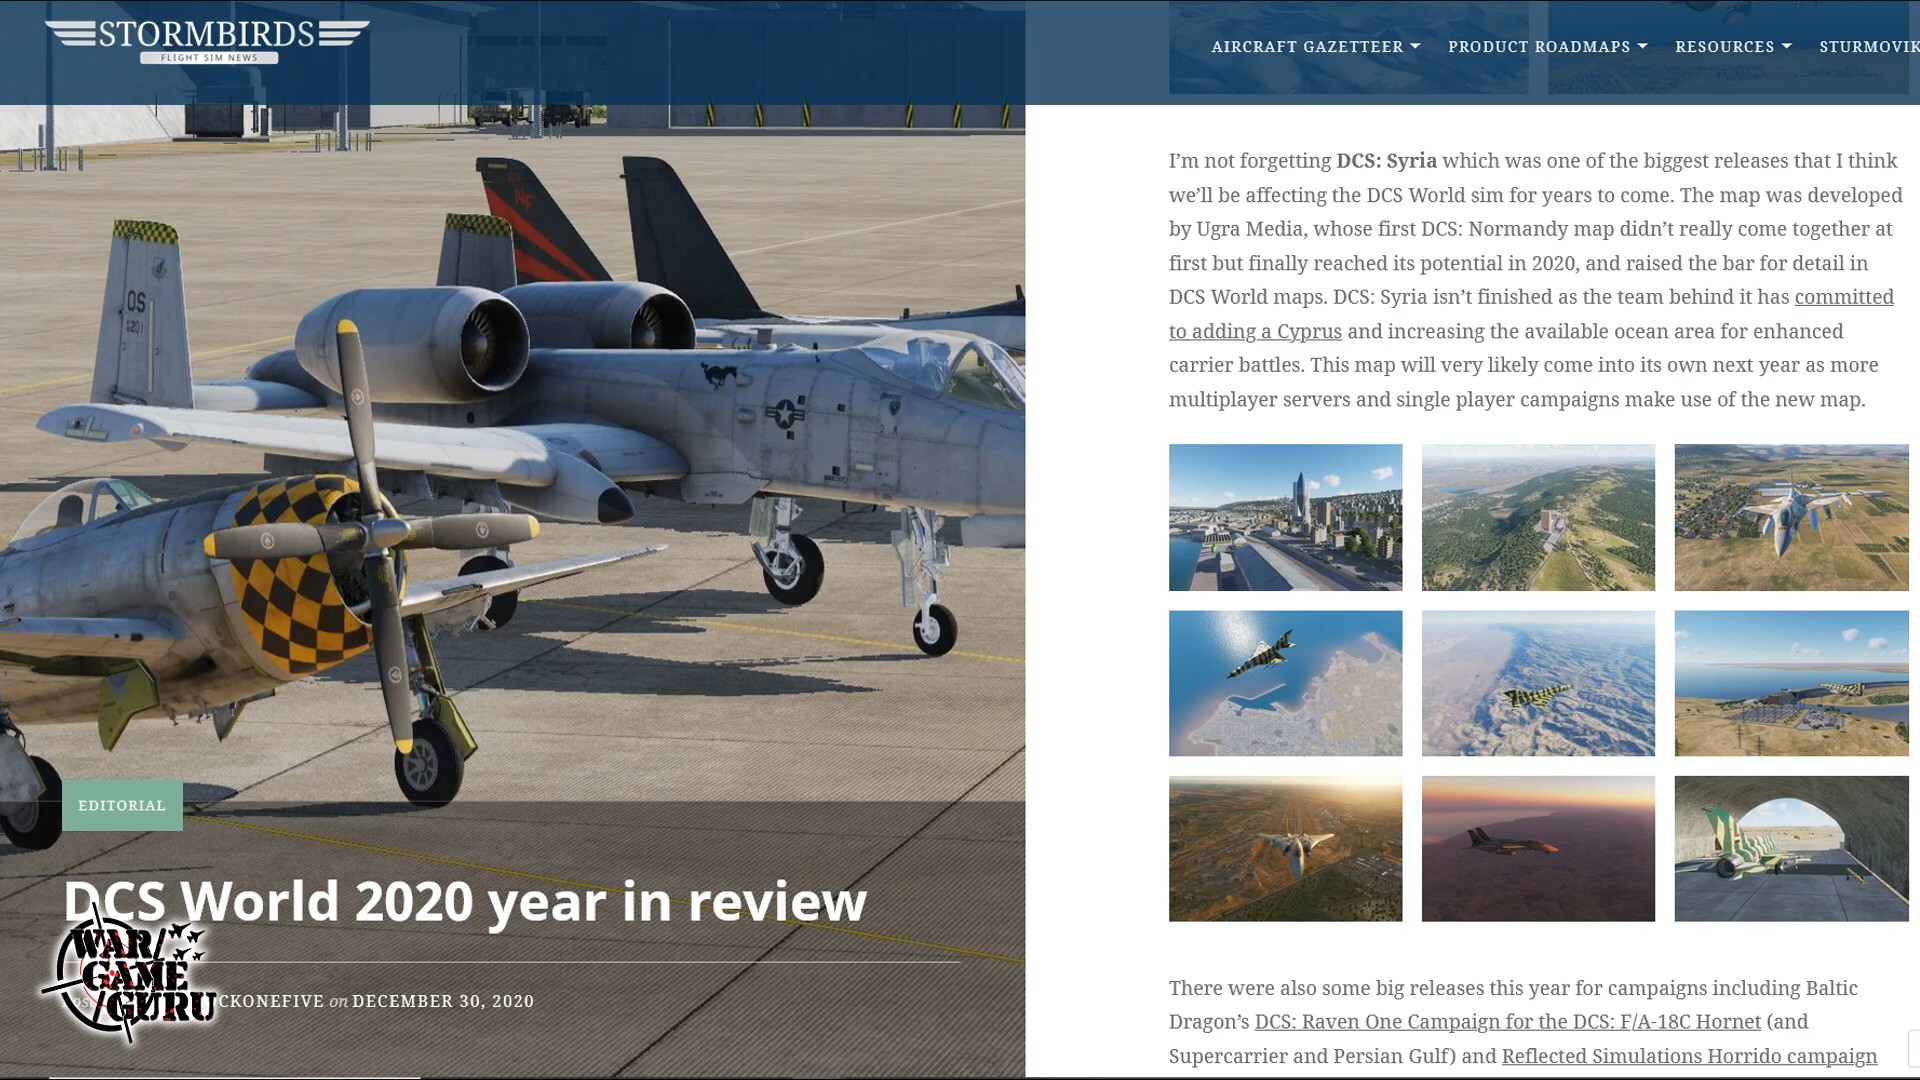 STORMBIRDS
FLIGHT SIM NEWS
AIRCRAFT GAZETTEER
PRODUCT ROADMAPS
RESOURCES
STURMOVIK
NF
OS
201
I’m not forgetting DCS: Syria which was one of the biggest releases that I think
we’ll be affecting the DCS World sim for years to come. The map was developed
by Ugra Media, whose first DCS: Normandy map didn’t really come together at
first but finally reached its potential in 2020, and raised the bar for detail in
DCS World maps. DCS: Syria isn’t finished as the team behind it has committed
to adding a Cyprus and increasing the available ocean area for enhanced
carrier battles. This map will very likely come into its own next year as more
multiplayer servers and single player campaigns make use of the new map.
EDITORIAL
DCS World 2020 year in review
CKONEFIVE on DECEMBER 30, 2020
WAR/
GAME
/GURU
There were also some big releases this year for campaigns including Baltic
Dragon’s DCS: Raven One Campaign for the DCS: F/A-18C Hornet (and
Supercarrier and Persian Gulf) and Reflected Simulations Horrido campaign